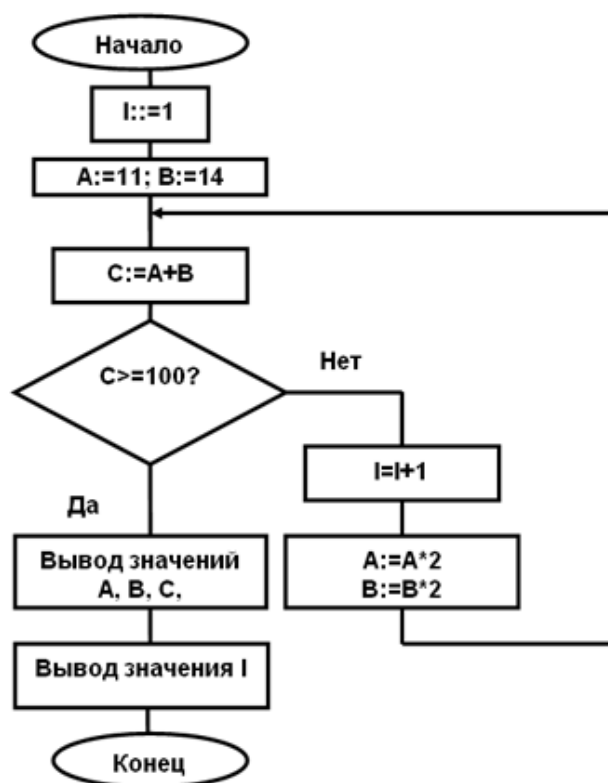 Начало
I::=1
A:=11; B:=14
C:=A+B
C>=100?
Нет
I=I+1
Да
Вывод значений
A, B, C,
A:=A*2
B:=B*2
Вывод значения I
Конец